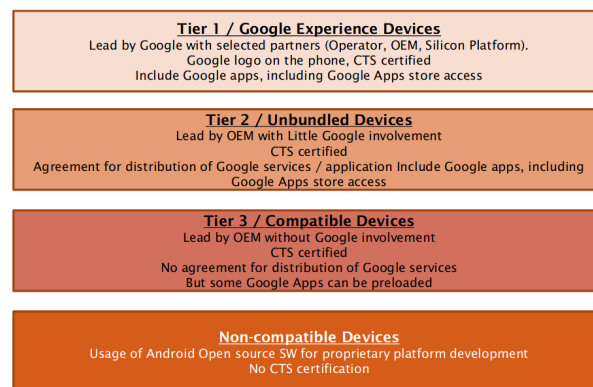 Tier 1 / Google Experience Devices
Lead by Google with selected partners (Operator, OEM, Silicon Platform).
Google logo on the phone, CTS certified
Include Google apps, including Google Apps store access
Tier 2 / Unbundled Devices
Lead by OEM with Little Google involvement
CTS certified
Agreement for distribution of Google services / application Include Google apps, including
Google Apps store access
Tier 3 / Compatible Devices
Lead by OEM without Google involvement
CTS certified
No agreement for distribution of Google services
But some Google Apps can be preloaded
Non-compatible Devices
Usage of Android Open source SW for proprietary platform development
No CTS certification